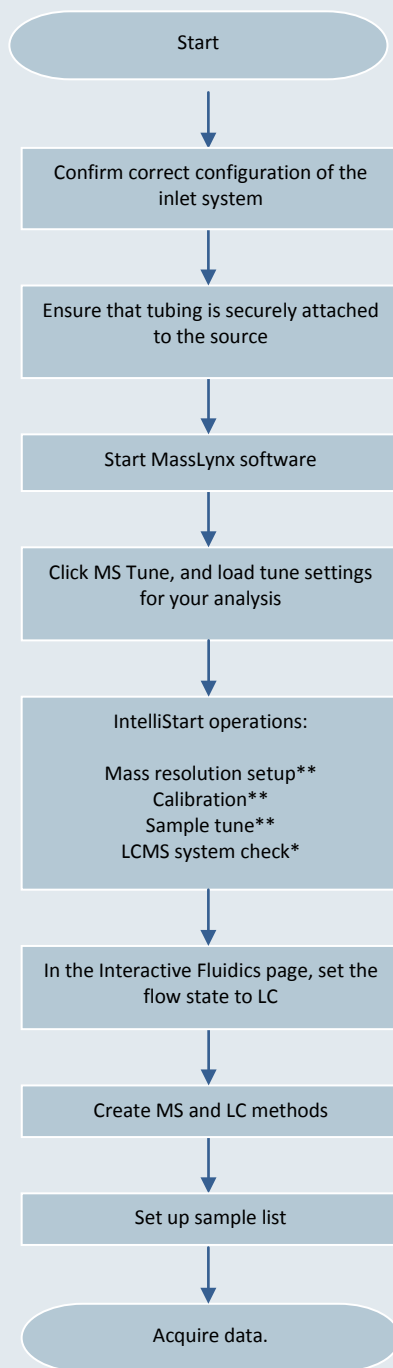 Start
Confirm correct configuration of the
inlet system
Ensure that tubing is securely attached
to the source
Start MassLynx software
Click MS Tune, and load tune settings
for your analysis
IntelliStart operations:
Mass resolution setup**
Calibration**
Sample tune**
LCMS system check*
In the Interactive Fluidics page, set the
flow state to LC
Create MS and LC methods
Set up sample list
Acquire data.